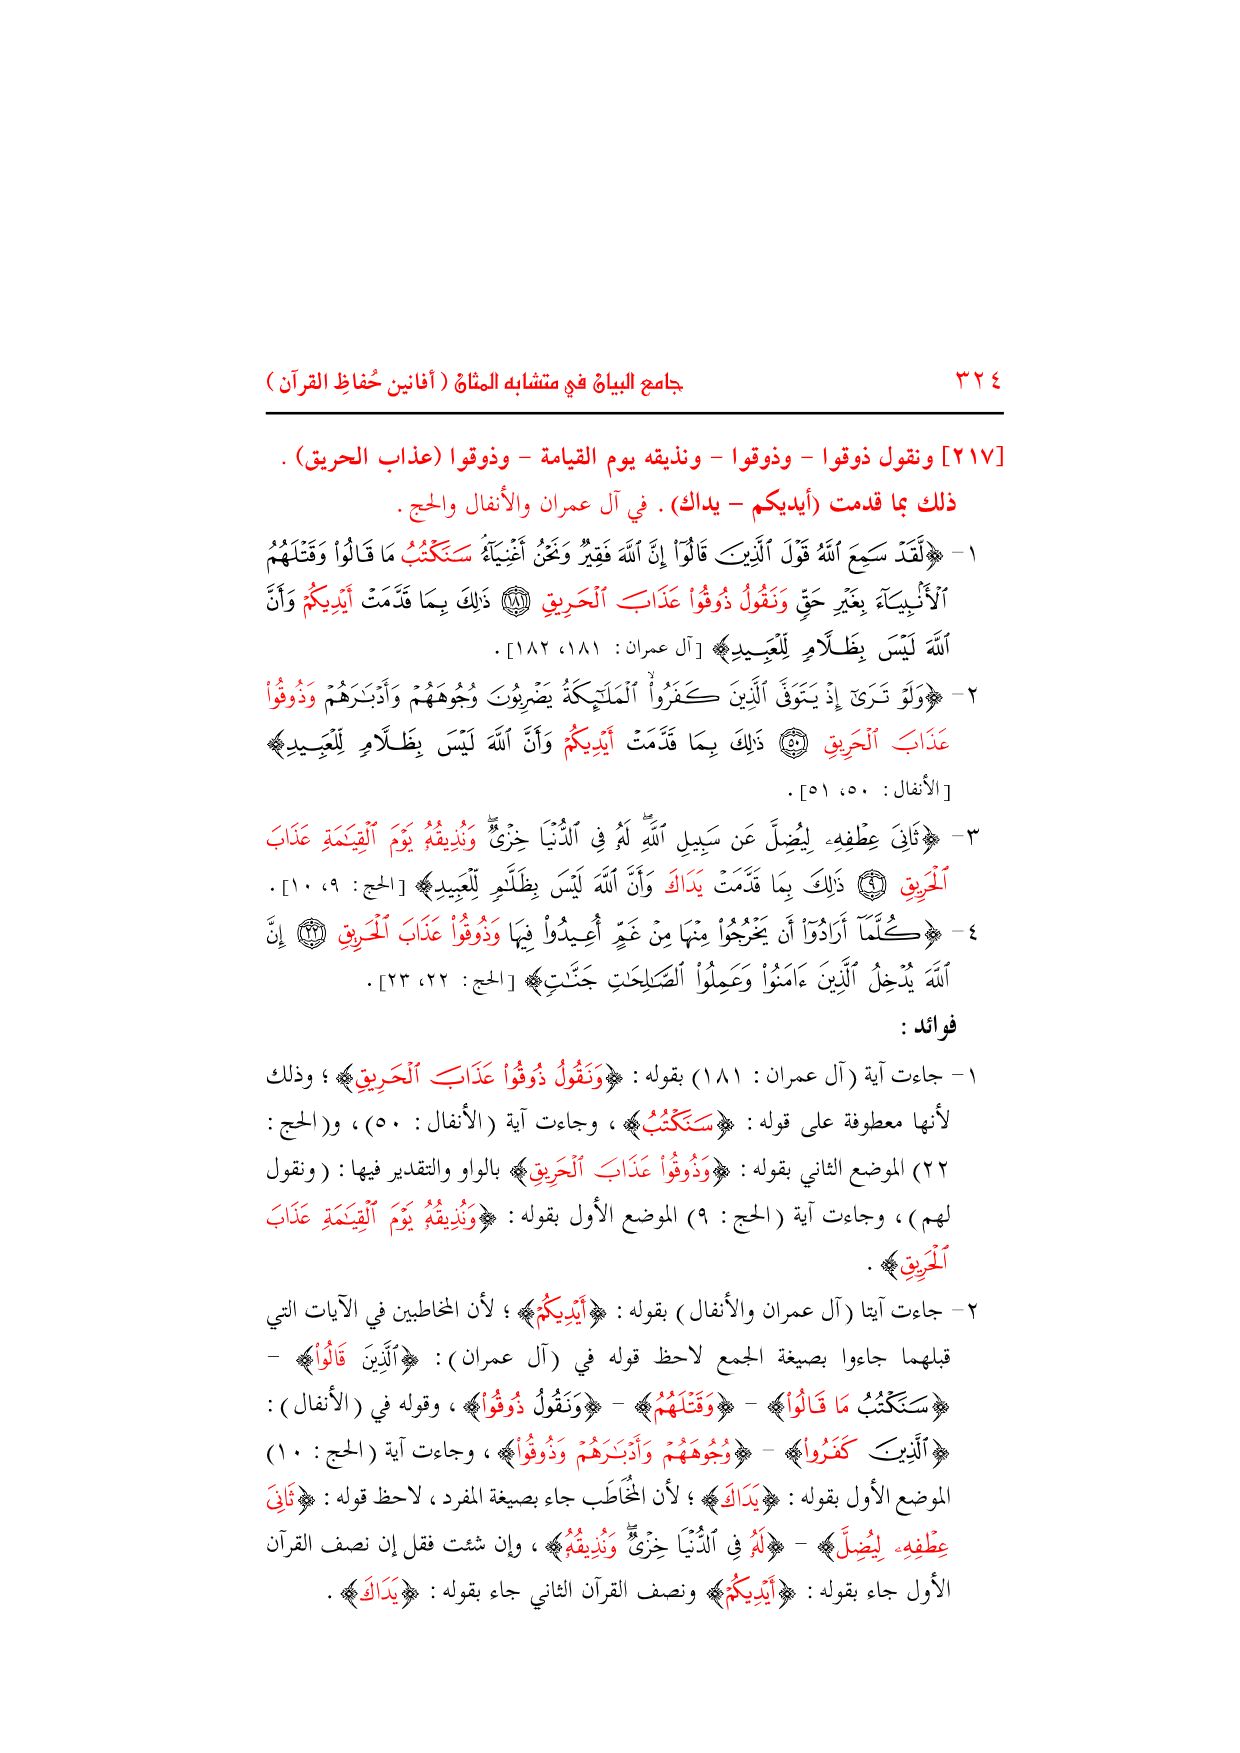 ٣٢٤ جامع البيان في متشابه المثان ( أفانين حُفاظِ القرآن )
[٢١٧] ونقول ذوقوا – وذوقوا – ونذيقه يوم القيامة – وذوقوا (عذاب الحريق) .
ذلك بما قدمت (أيديكم – يداك) . في آل عمران والأنفال والحج .
١- ﴿لَّقَدۡ سَمِعَ ٱللَّهُ قَوۡلَ ٱلَّذِينَ قَالُوٓاْ إِنَّ ٱللَّهَ فَقِيرٌ وَنَحۡنُ أَغۡنِيَآءُۘ سَنَكۡتُبُ مَا قَالُواْ وَقَتۡلَهُمُ
ٱلۡأَنۢبِيَآءَ بِغَيۡرِ حَقٍّ وَنَقُولُ ذُوقُواْ عَذَابَ ٱلۡحَرِيقِ ۝١٨١ ذَٰلِكَ بِمَا قَدَّمَتۡ أَيۡدِيكُمۡ وَأَنَّ
ٱللَّهَ لَيۡسَ بِظَلَّامٍ لِّلۡعَبِيدِ﴾ [آل عمران : ١٨١، ١٨٢] .
٢- ﴿وَلَوۡ تَرَىٰٓ إِذۡ يَتَوَفَّى ٱلَّذِينَ كَفَرُواْۙ ٱلۡمَلَٰٓئِكَةُ يَضۡرِبُونَ وُجُوهَهُمۡ وَأَدۡبَٰرَهُمۡ وَذُوقُواْ
عَذَابَ ٱلۡحَرِيقِ ۝٥٠ ذَٰلِكَ بِمَا قَدَّمَتۡ أَيۡدِيكُمۡ وَأَنَّ ٱللَّهَ لَيۡسَ بِظَلَّامٍ لِّلۡعَبِيدِ﴾
[الأنفال : ٥٠، ٥١] .
٣- ﴿ثَانِيَ عِطۡفِهِۦ لِيُضِلَّ عَن سَبِيلِ ٱللَّهِۖ لَهُۥ فِي ٱلدُّنۡيَا خِزۡيٌۖ وَنُذِيقُهُۥ يَوۡمَ ٱلۡقِيَٰمَةِ عَذَابَ
ٱلۡحَرِيقِ ۝٩ ذَٰلِكَ بِمَا قَدَّمَتۡ يَدَاكَ وَأَنَّ ٱللَّهَ لَيۡسَ بِظَلَّٰمٍ لِّلۡعَبِيدِ﴾ [الحج : ٩، ١٠] .
٤- ﴿كُلَّمَآ أَرَادُوٓاْ أَن يَخۡرُجُواْ مِنۡهَا مِنۡ غَمٍّ أُعِيدُواْ فِيهَا وَذُوقُواْ عَذَابَ ٱلۡحَرِيقِ ۝٢٢ إِنَّ
ٱللَّهَ يُدۡخِلُ ٱلَّذِينَ ءَامَنُواْ وَعَمِلُواْ ٱلصَّٰلِحَٰتِ جَنَّٰتٍ﴾ [الحج : ٢٢، ٢٣] .
فوائد :
١- جاءت آية (آل عمران : ١٨١) بقوله : ﴿وَنَقُولُ ذُوقُواْ عَذَابَ ٱلۡحَرِيقِ﴾ ؛ وذلك
لأنها معطوفة على قوله : ﴿سَنَكۡتُبُ﴾ ، وجاءت آية (الأنفال : ٥٠) ، و(الحج :
٢٢) الموضع الثاني بقوله : ﴿وَذُوقُواْ عَذَابَ ٱلۡحَرِيقِ﴾ بالواو والتقدير فيها : ( ونقول
لهم) ، وجاءت آية (الحج : ٩) الموضع الأول بقوله : ﴿وَنُذِيقُهُۥ يَوۡمَ ٱلۡقِيَٰمَةِ عَذَابَ
ٱلۡحَرِيقِ﴾ .
٢- جاءت آيتا (آل عمران والأنفال) بقوله : ﴿أَيۡدِيكُمۡ﴾ ؛ لأن المخاطبين في الآيات التي
قبلهما جاءوا بصيغة الجمع لاحظ قوله في (آل عمران) : ﴿ٱلَّذِينَ قَالُواْ﴾ –
﴿سَنَكۡتُبُ مَا قَالُواْ﴾ – ﴿وَقَتۡلَهُمُ﴾ – ﴿وَنَقُولُ ذُوقُواْ﴾ ، وقوله في (الأنفال) :
﴿ٱلَّذِينَ كَفَرُواْ﴾ – ﴿وُجُوهَهُمۡ وَأَدۡبَٰرَهُمۡ وَذُوقُواْ﴾ ، وجاءت آية (الحج : ١٠)
الموضع الأول بقوله : ﴿يَدَاكَ﴾ ؛ لأن المُخَاطَب جاء بصيغة المفرد ، لاحظ قوله : ﴿ثَانِيَ
عِطۡفِهِۦ لِيُضِلَّ﴾ – ﴿لَهُۥ فِي ٱلدُّنۡيَا خِزۡيٌۖ وَنُذِيقُهُۥ﴾ ، وإن شئت فقل إن نصف القرآن
الأول جاء بقوله : ﴿أَيۡدِيكُمۡ﴾ ونصف القرآن الثاني جاء بقوله : ﴿يَدَاكَ﴾ .